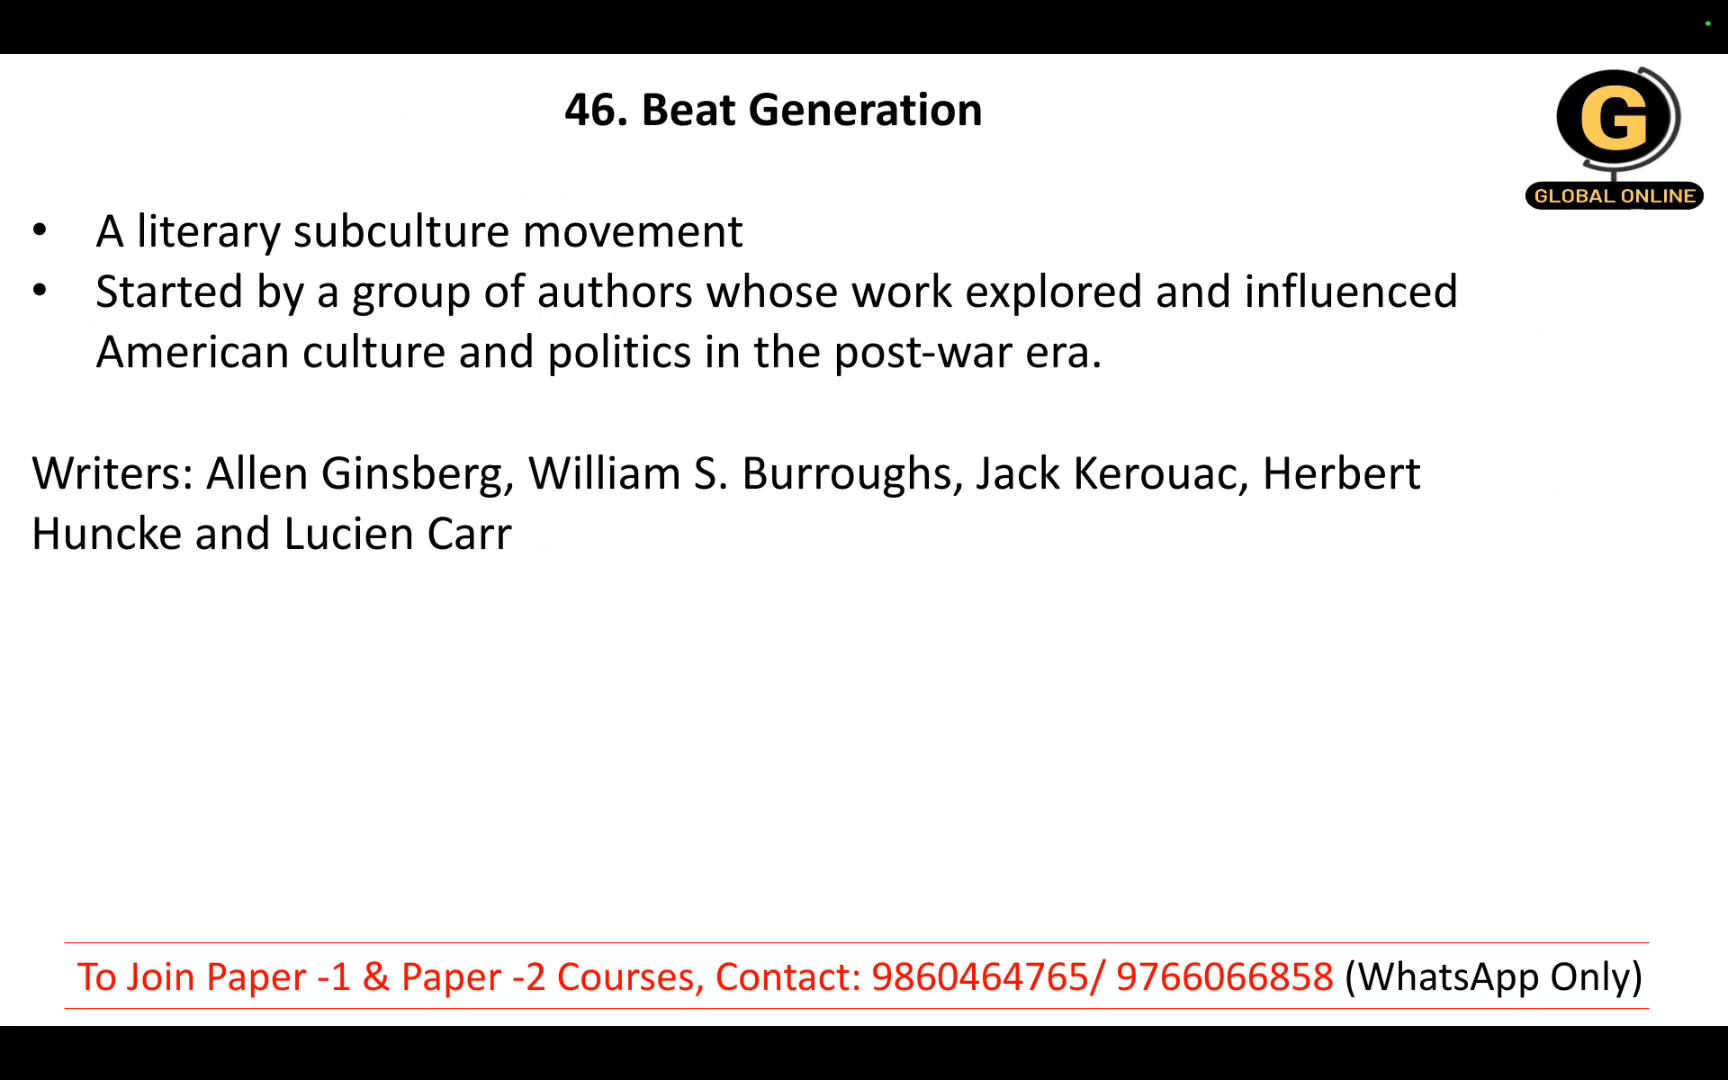 46. Beat Generation
G
GLOBAL ONLINE
• A literary subculture movement
• Started by a group of authors whose work explored and influenced
American culture and politics in the post-war era.
Writers: Allen Ginsberg, William S. Burroughs, Jack Kerouac, Herbert
Huncke and Lucien Carr
To Join Paper -1 & Paper -2 Courses, Contact: 9860464765/ 9766066858 (WhatsApp Only)